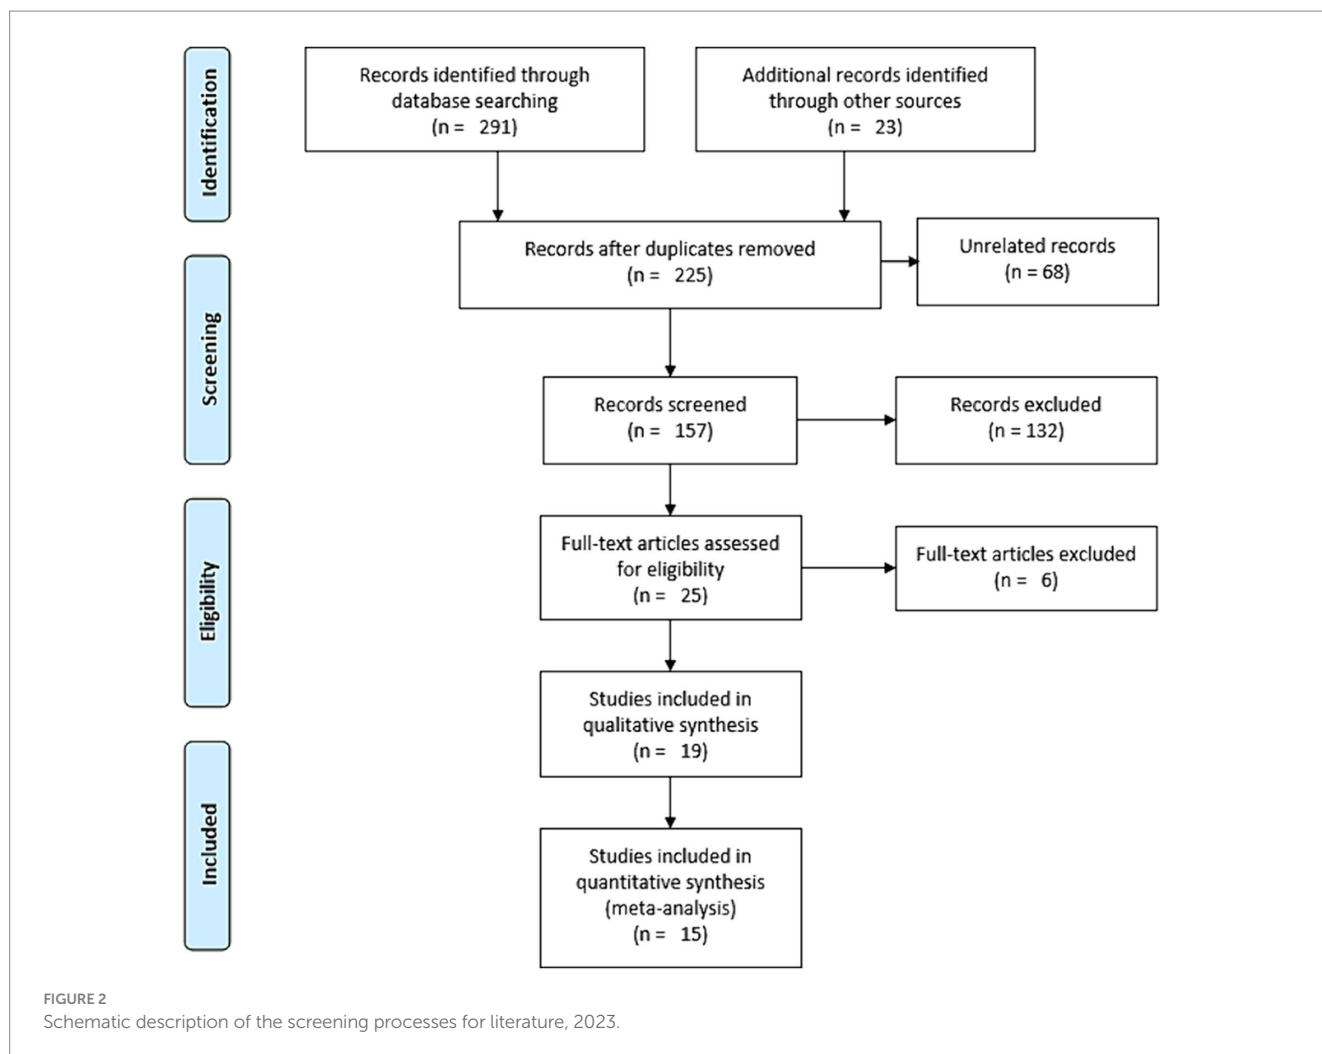 Identification
Records identified through
database searching
(n = 291)
Additional records identified
through other sources
(n = 23)
Records after duplicates removed
(n = 225)
Unrelated records
(n = 68)
Screening
Records screened
(n = 157)
Records excluded
(n = 132)
Eligibility
Full-text articles assessed
for eligibility
(n = 25)
Full-text articles excluded
(n = 6)
Studies included in
qualitative synthesis
(n = 19)
Included
Studies included in
quantitative synthesis
(meta-analysis)
(n = 15)
FIGURE 2
Schematic description of the screening processes for literature, 2023.